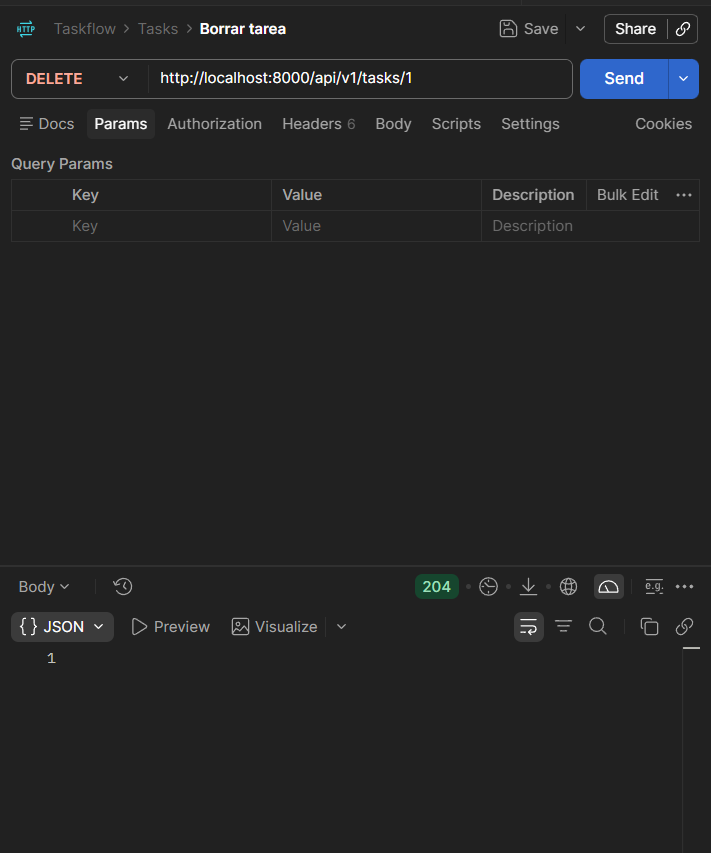 HTTP Taskflow > Tasks > Borrar tarea Save Share
DELETE http://localhost:8000/api/v1/tasks/1 Send
Docs Params Authorization Headers 6 Body Scripts Settings Cookies
Query Params
Key Value Description Bulk Edit ...
Key Value Description
Body 204 e.g. ...
{} JSON Preview Visualize
1